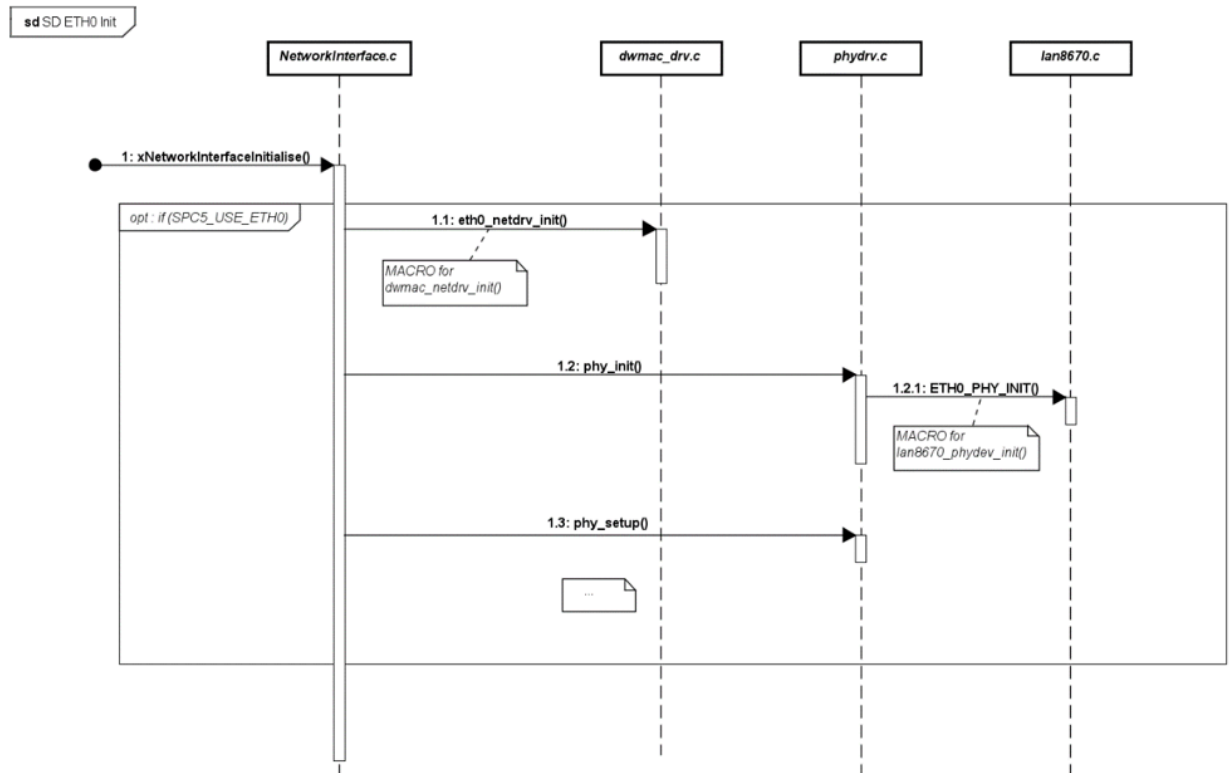 sd SD ETH0 Init
NetworkInterface.c
dwmac_drv.c
phydrv.c
lan8670.c
1: xNetworkInterfaceInitialise()
opt : if (SPC5_USE_ETH0)
1.1: eth0_netdrv_init()
MACRO for
dwmac_netdrv_init()
1.2: phy_init()
1.2.1: ETH0_PHY_INIT()
MACRO for
lan8670_phydev_init()
1.3: phy_setup()
...